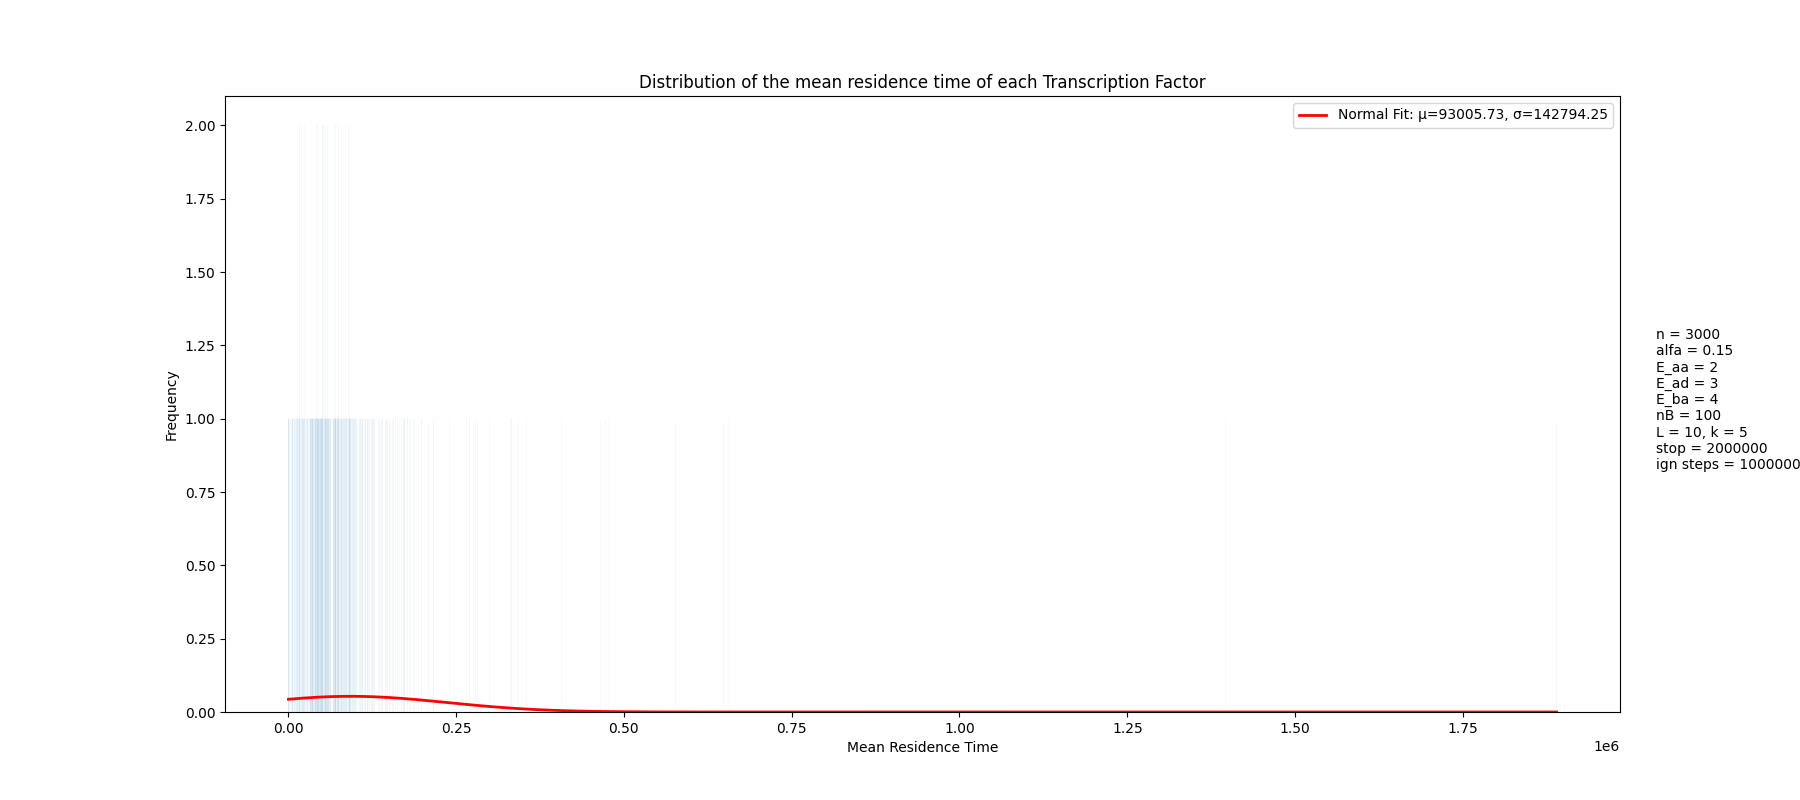 Distribution of the mean residence time of each Transcription Factor
Normal Fit: μ=93005.73, σ=142794.25
2.00
1.75
1.50
1.25
1.00
0.75
0.50
0.25
0.00
Frequency
n = 3000
alfa = 0.15
E_aa = 2
E_ad = 3
E_ba = 4
nB = 100
L = 10, k = 5
stop = 2000000
ign steps = 1000000
0.00 0.25 0.50 0.75 1.00 1.25 1.50 1.75
1e6
Mean Residence Time